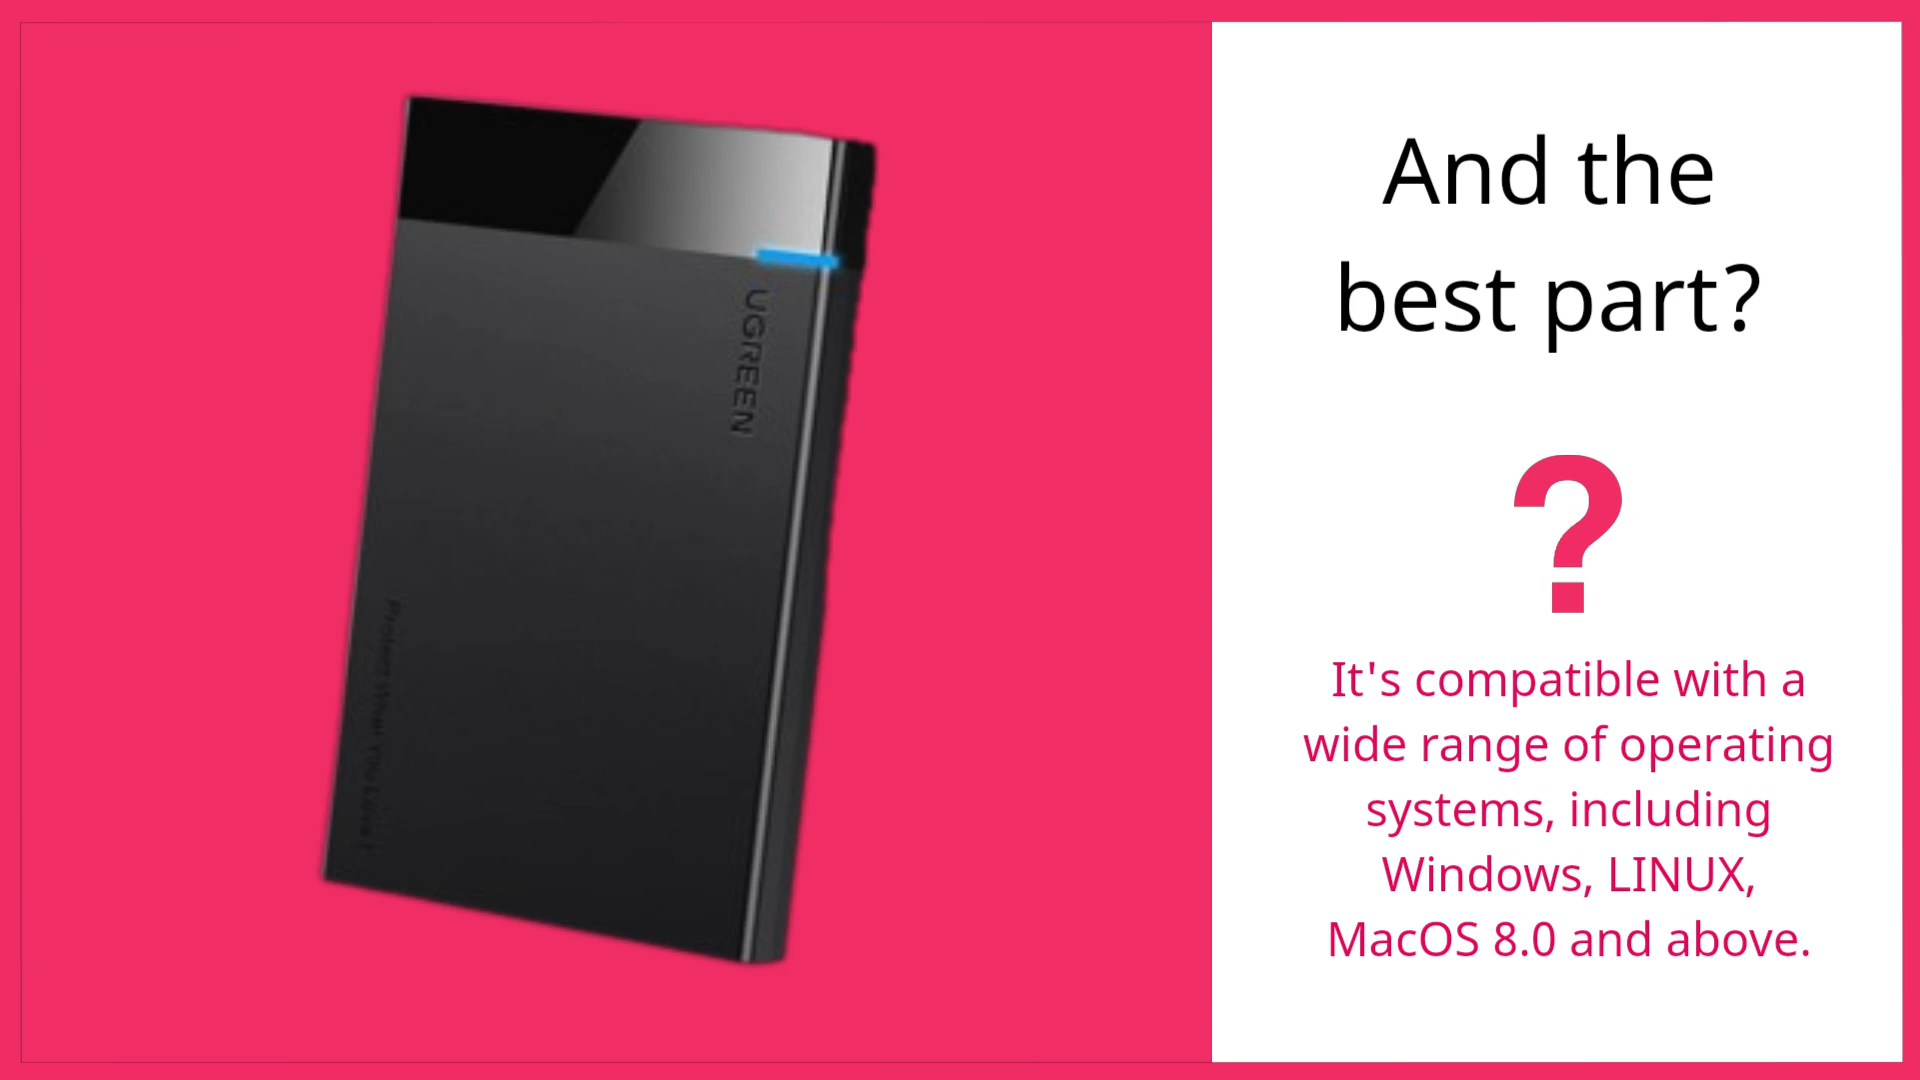 UGREEN
And the
best part?
?
It's compatible with a
wide range of operating
systems, including
Windows, LINUX,
MacOS 8.0 and above.